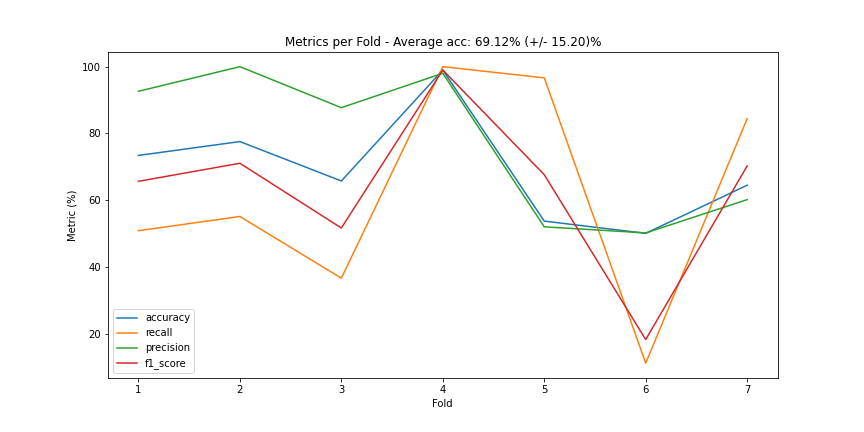 Metrics per Fold - Average acc: 69.12% (+/- 15.20)%
100
80
60
40
20
Metric (%)
accuracy
recall
precision
f1_score
1 2 3 4 5 6 7
Fold